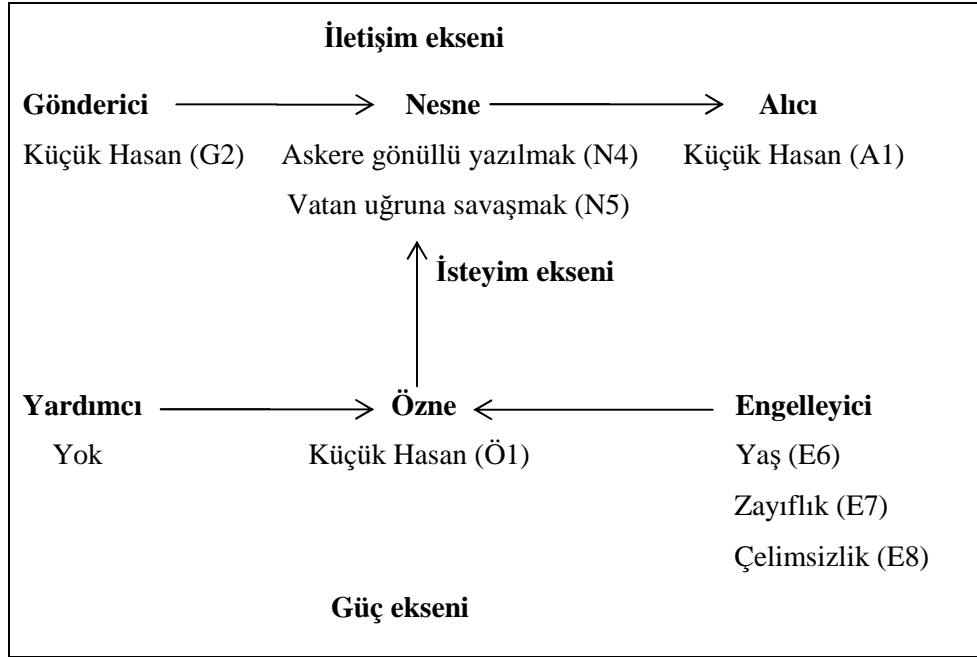 İletişim ekseni
Gönderici Nesne Alıcı
Küçük Hasan (G2) Askere gönüllü yazılmak (N4) Küçük Hasan (A1)
Vatan uğruna savaşmak (N5)
İsteyim ekseni
Yardımcı Özne Engelleyici
Yok Küçük Hasan (Ö1) Yaş (E6)
Zayıflık (E7)
Çelimsizlik (E8)
Güç ekseni